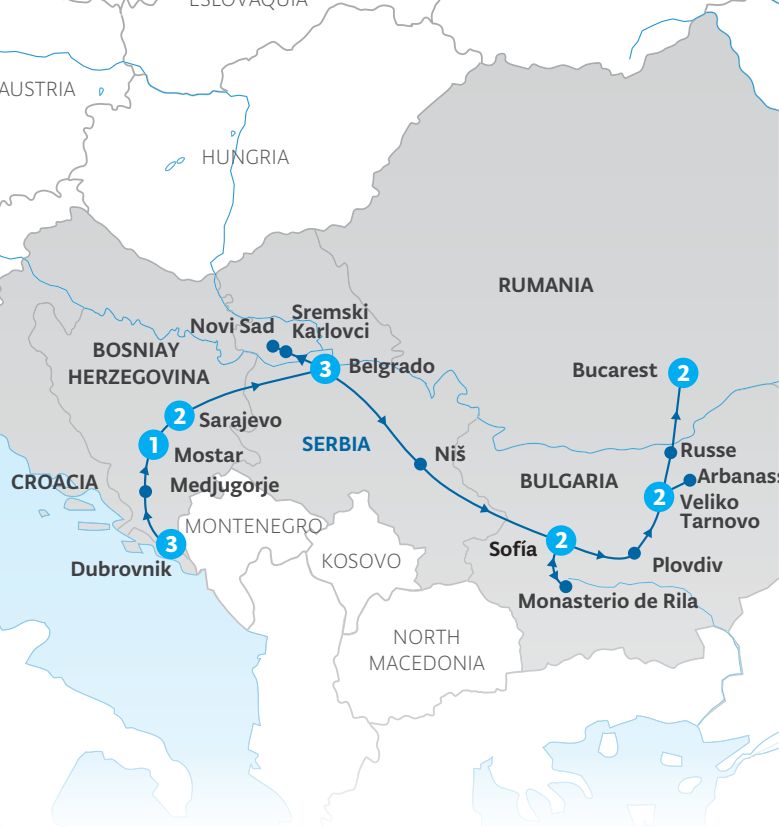 ESLOVAQUIA
AUSTRIA
HUNGRIA
RUMANIA
Sremski
Karlovci
Novi Sad
BOSNIAY
HERZEGOVINA
3
Belgrado
Bucarest
2
2
Sarajevo
SERBIA
1
Mostar
Niš
Russe
CROACIA
Medjugorje
BULGARIA
Arbanass
2
Veliko
Tarnovo
MONTENEGRO
3
Dubrovnik
KOSOVO
Sofía
2
Plovdiv
Monasterio de Rila
NORTH
MACEDONIA